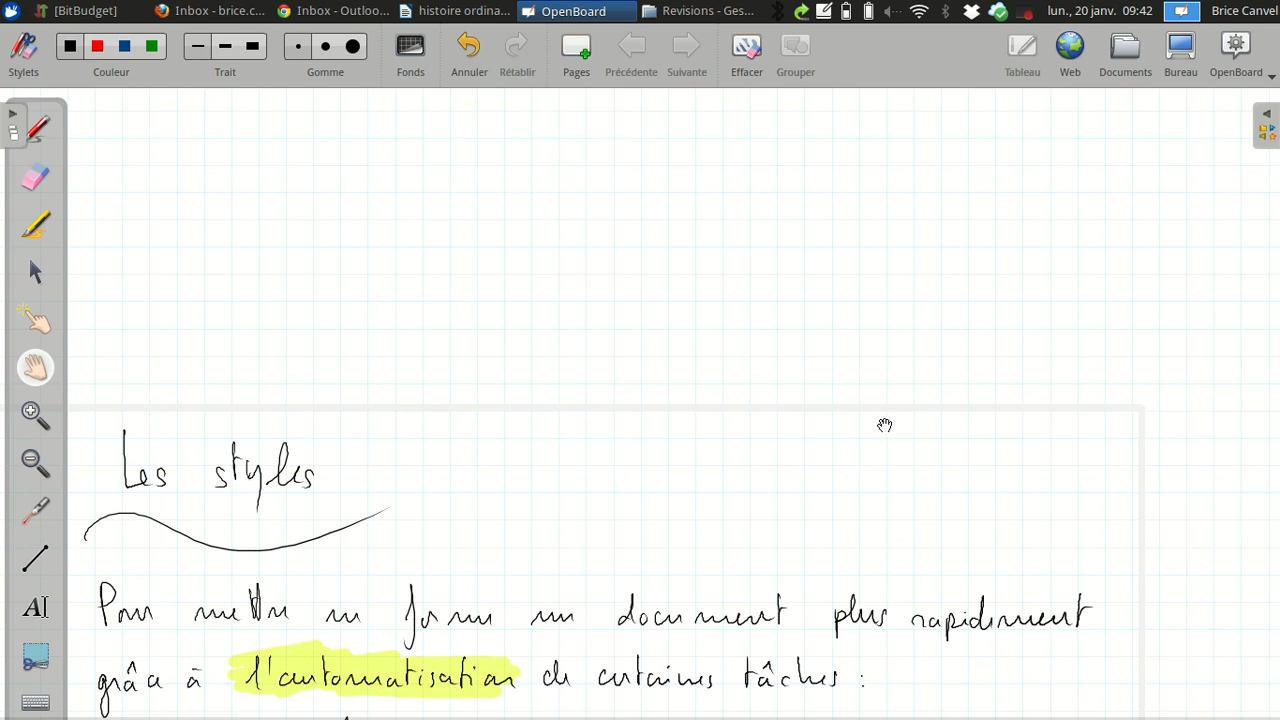 [BitBudget] Inbox - brice.c... Inbox - Outloo... histoire ordina... OpenBoard Revisions - Ges... lun., 20 janv. 09:42 Brice Canvel
Stylets Couleur Trait Gomme Fonds Annuler Rétablir Pages Précédente Suivante Effacer Grouper Tableau Web Documents Bureau OpenBoard
Les styles
Pour mettre en forme un document plus rapidement
grâce à l'automatisation de certaines tâches :